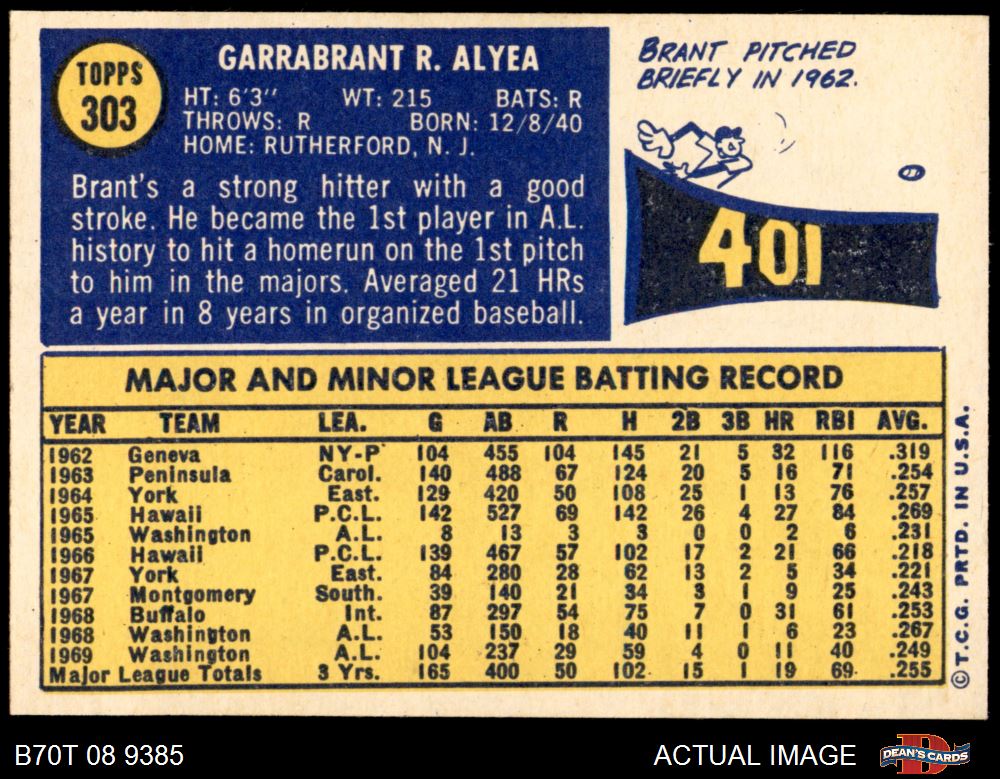 TOPPS
303
GARRABRANT R. ALYEA
HT: 6'3" WT: 215 BATS: R
THROWS: R BORN: 12/8/40
HOME: RUTHERFORD, N. J.
Brant's a strong hitter with a good
stroke. He became the 1st player in A.L.
history to hit a homerun on the 1st pitch
to him in the majors. Averaged 21 HRs
a year in 8 years in organized baseball.
BRANT PITCHED
BRIEFLY IN 1962.
401
MAJOR AND MINOR LEAGUE BATTING RECORD
YEAR TEAM LEA. G AB R H 2B 3B HR RBI AVG.
1962 Geneva NY-P 104 455 104 145 21 5 32 116 .319
1963 Peninsula Carol. 140 488 67 124 20 5 16 71 .254
1964 York East. 129 420 50 108 25 1 13 76 .257
1965 Hawaii P.C.L. 142 527 69 142 26 4 27 84 .269
1965 Washington A.L. 8 13 3 3 0 0 2 6 .231
1966 Hawaii P.C.L. 139 467 57 102 17 2 21 66 .218
1967 York East. 84 280 28 62 13 2 5 34 .221
1967 Montgomery South. 39 140 21 34 3 1 9 25 .243
1968 Buffalo Int. 87 297 54 75 7 0 31 61 .253
1968 Washington A.L. 53 150 18 40 11 1 6 23 .267
1969 Washington A.L. 104 237 29 59 4 0 11 40 .249
Major League Totals 3 Yrs. 165 400 50 102 15 1 19 69 .255
© T.C.G. PRTD. IN U.S.A.
B70T 08 9385
ACTUAL IMAGE
DEAN'S CARDS